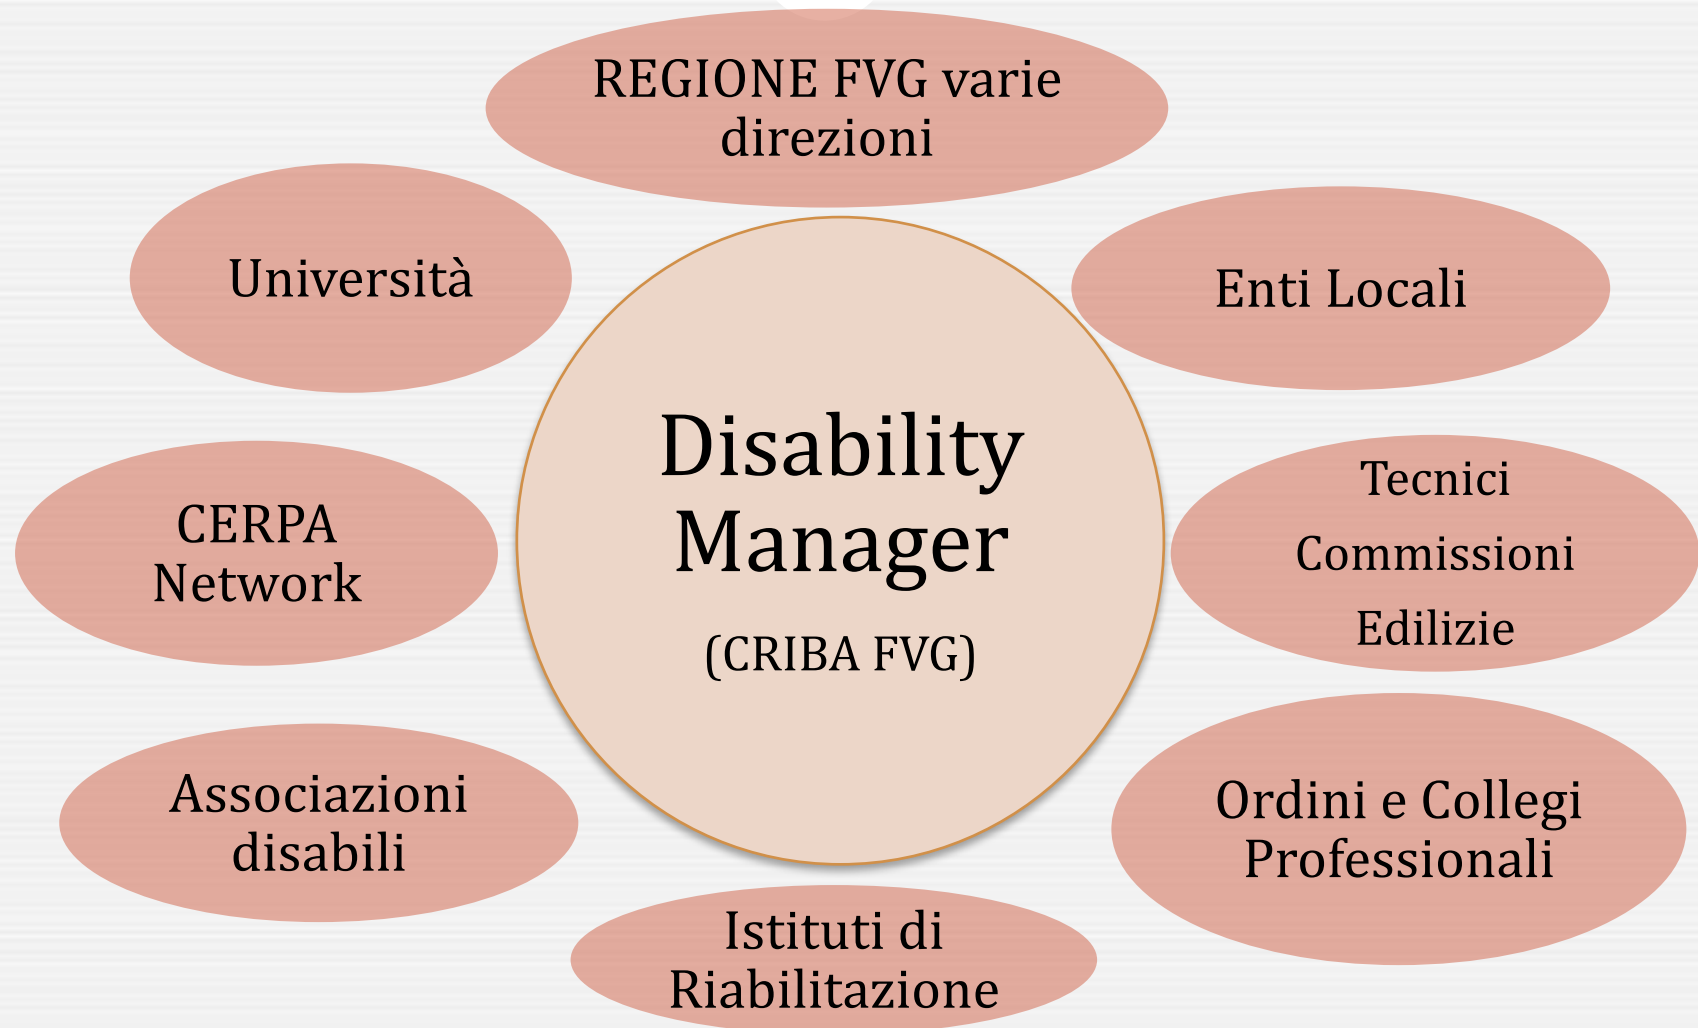 REGIONE FVG varie
direzioni
Università
Enti Locali
Disability
Manager
(CRIBA FVG)
CERPA
Network
Tecnici
Commissioni
Edilizie
Associazioni
disabili
Ordini e Collegi
Professionali
Istituti di
Riabilitazione